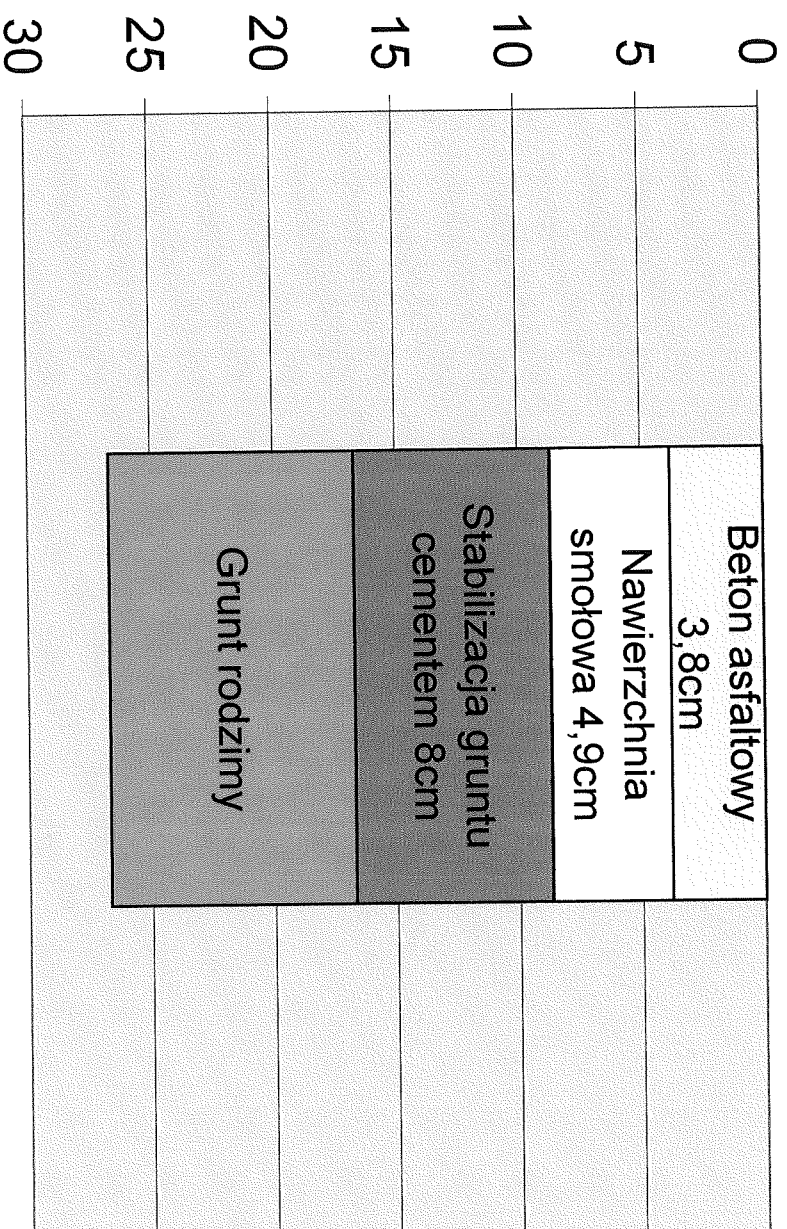 0
5
10
15
20
25
30
Beton asfaltowy
3,8cm
Nawierzchnia
smołowa 4,9cm
Stabilizacja gruntu
cementem 8cm
Grunt rodzimy